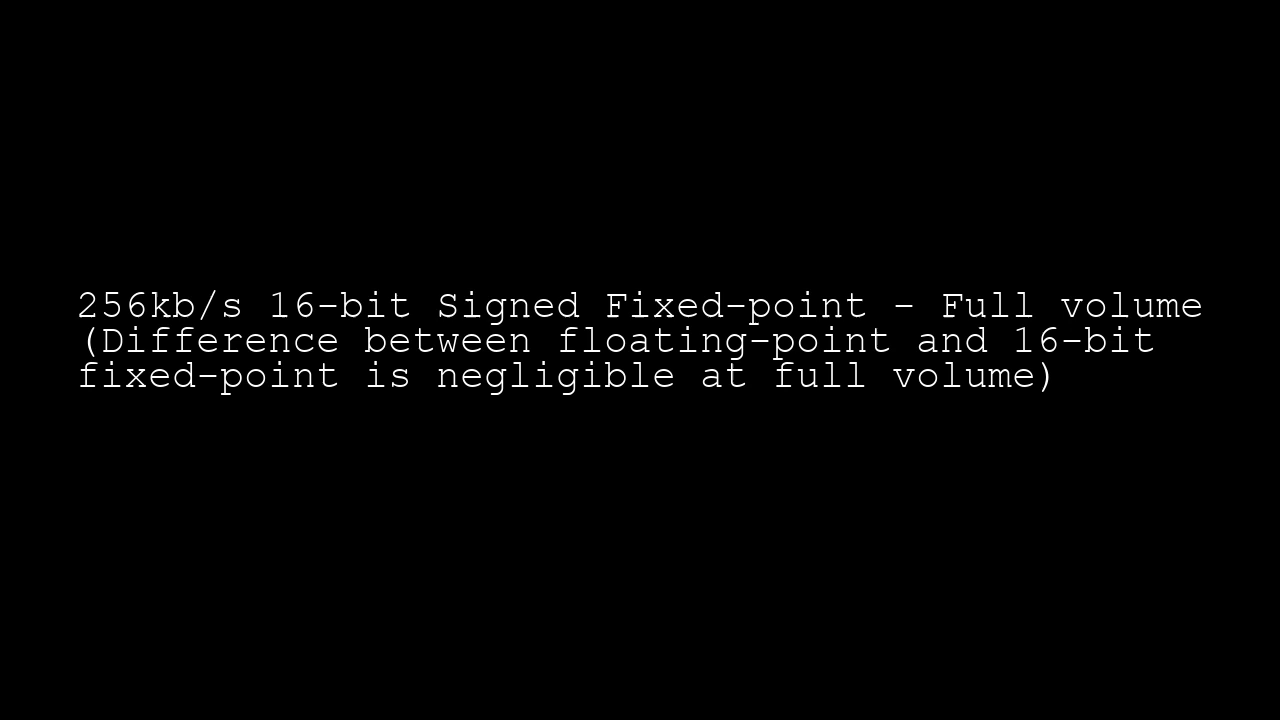 256kb/s 16-bit Signed Fixed-point - Full volume
(Difference between floating-point and 16-bit
fixed-point is negligible at full volume)